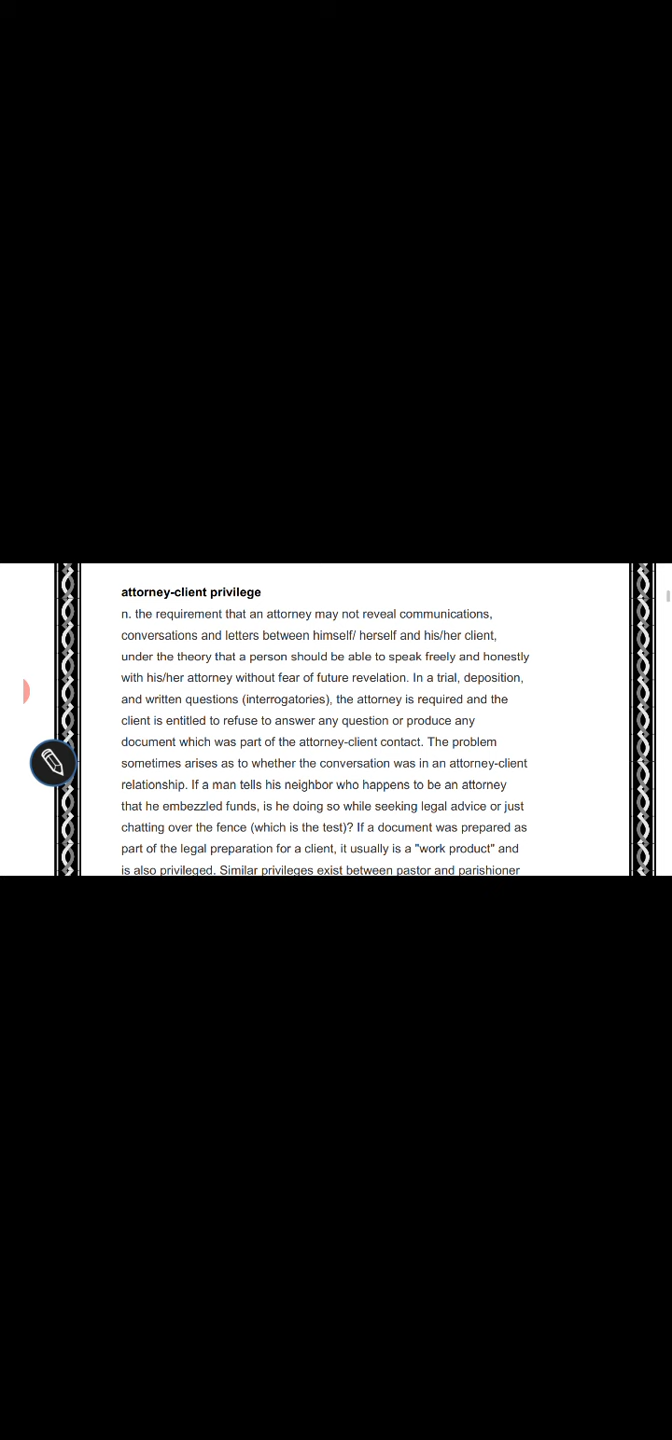 attorney-client privilege
n. the requirement that an attorney may not reveal communications,
conversations and letters between himself/ herself and his/her client,
under the theory that a person should be able to speak freely and honestly
with his/her attorney without fear of future revelation. In a trial, deposition,
and written questions (interrogatories), the attorney is required and the
client is entitled to refuse to answer any question or produce any
document which was part of the attorney-client contact. The problem
sometimes arises as to whether the conversation was in an attorney-client
relationship. If a man tells his neighbor who happens to be an attorney
that he embezzled funds, is he doing so while seeking legal advice or just
chatting over the fence (which is the test)? If a document was prepared as
part of the legal preparation for a client, it usually is a "work product" and
is also privileged. Similar privileges exist between pastor and parishioner